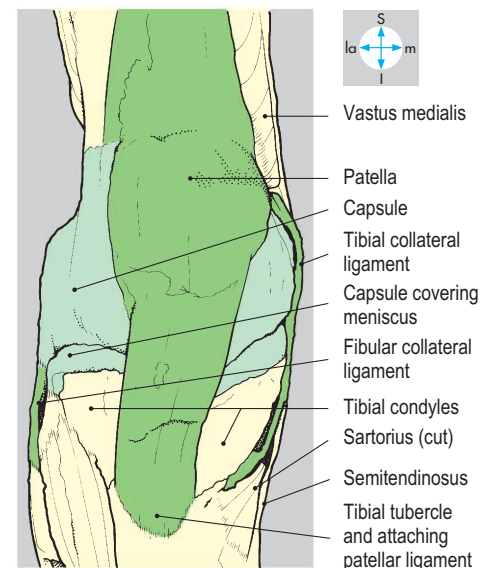 S
la
m
I
Vastus medialis
Patella
Capsule
Tibial collateral
ligament
Capsule covering
meniscus
Fibular collateral
ligament
Tibial condyles
Sartorius (cut)
Semitendinosus
Tibial tubercle
and attaching
patellar ligament